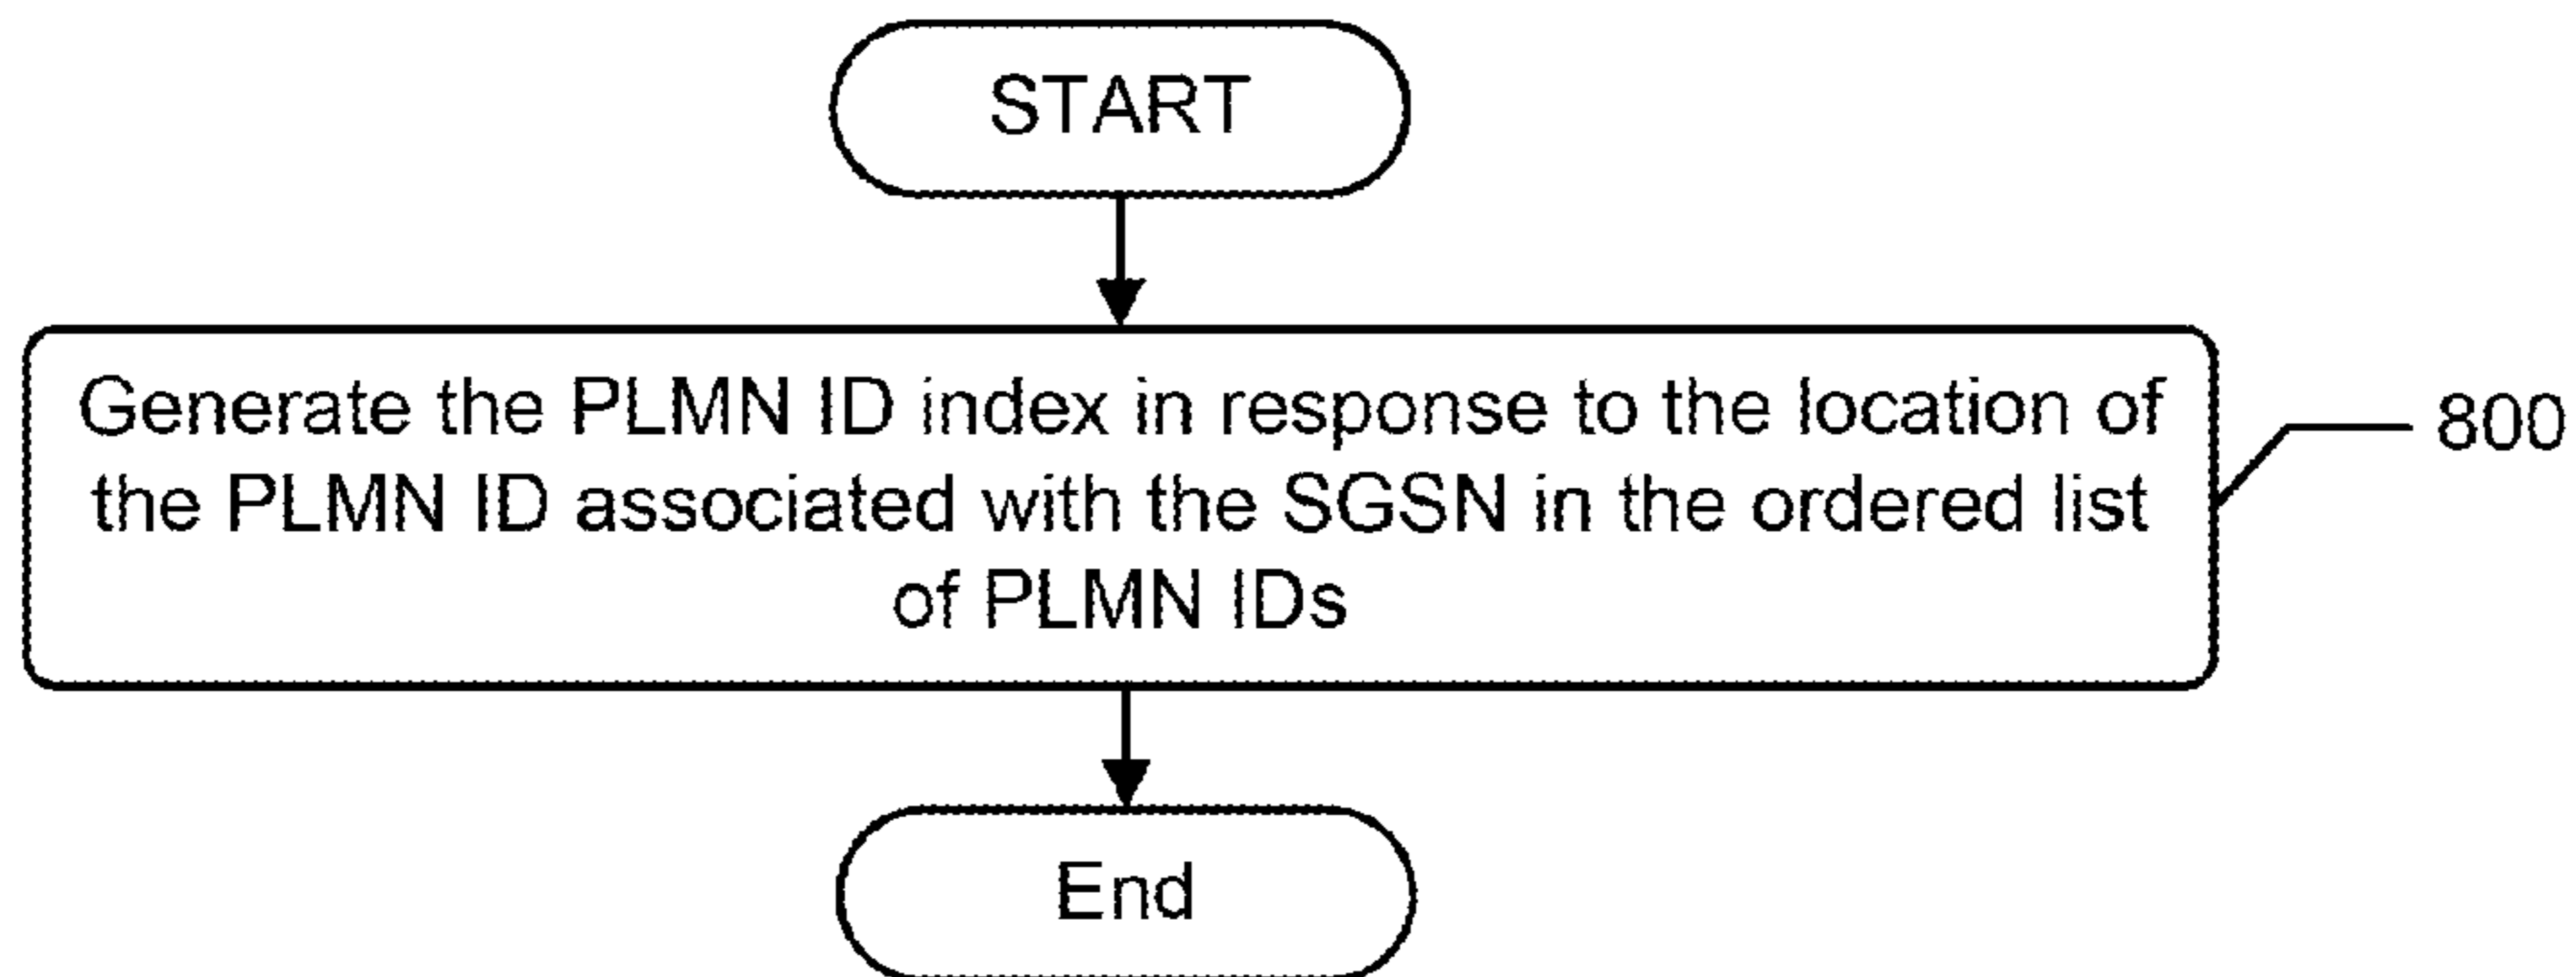 START
Generate the PLMN ID index in response to the location of
the PLMN ID associated with the SGSN in the ordered list
of PLMN IDs
800
End